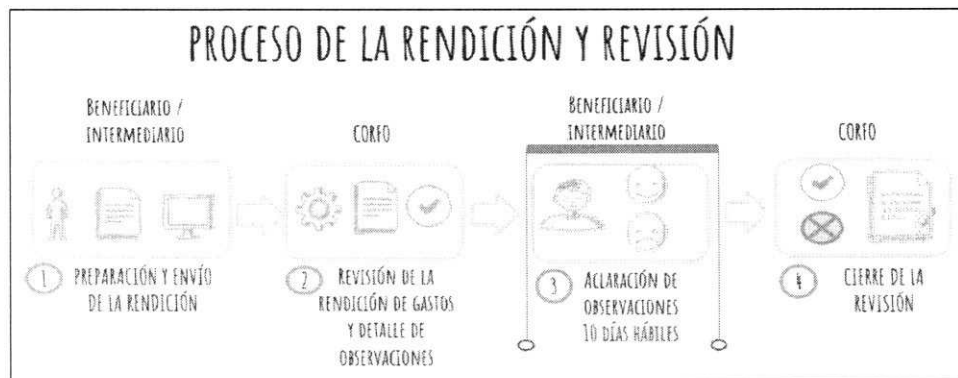 PROCESO DE LA RENDICIÓN Y REVISIÓN
BENEFICIARIO /
INTERMEDIARIO
1 PREPARACIÓN Y ENVÍO
DE LA RENDICIÓN
CORFO
2 REVISIÓN DE LA
RENDICIÓN DE GASTOS
Y DETALLE DE
OBSERVACIONES
BENEFICIARIO /
INTERMEDIARIO
3 ACLARACIÓN DE
OBSERVACIONES
10 DÍAS HÁBILES
CORFO
4 CIERRE DE LA
REVISIÓN